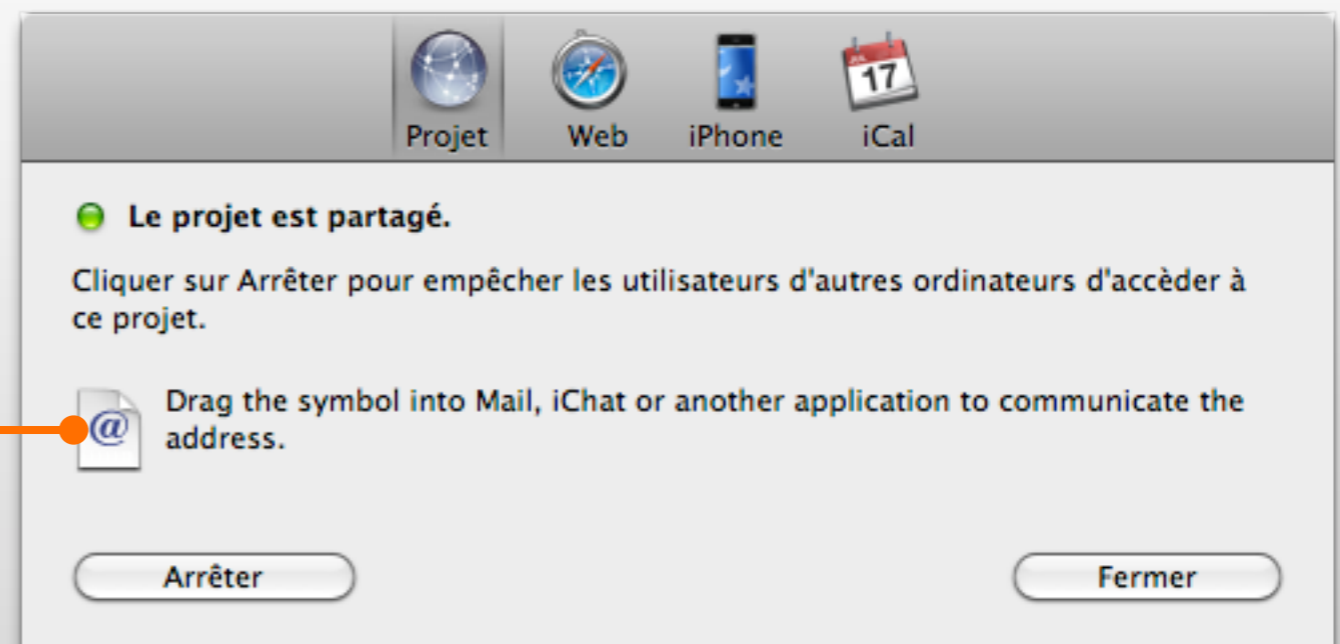 JUL
17
Projet
Web
iPhone
iCal
Le projet est partagé.
Cliquer sur Arrêter pour empêcher les utilisateurs d'autres ordinateurs d'accèder à
ce projet.
@
Drag the symbol into Mail, iChat or another application to communicate the
address.
Arrêter
Fermer